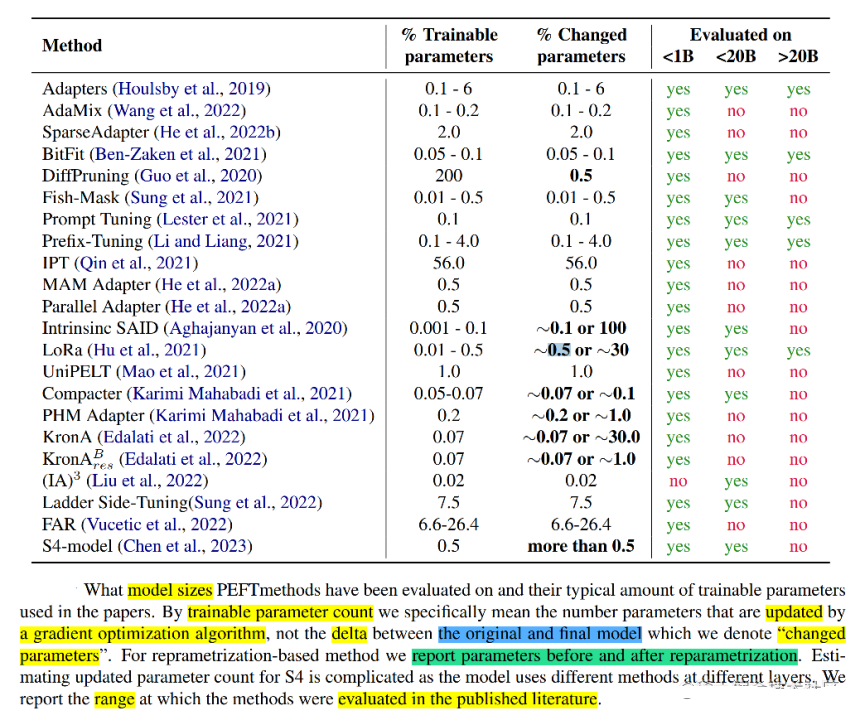 Method % Trainable parameters % Changed parameters Evaluated on <1B <20B >20B
Adapters (Houlsby et al., 2019) 0.1 - 6 0.1 - 6 yes yes yes
AdaMix (Wang et al., 2022) 0.1 - 0.2 0.1 - 0.2 yes no no
SparseAdapter (He et al., 2022b) 2.0 2.0 yes no no
BitFit (Ben-Zaken et al., 2021) 0.05 - 0.1 0.05 - 0.1 yes yes yes
DiffPruning (Guo et al., 2020) 200 0.5 yes no no
Fish-Mask (Sung et al., 2021) 0.01 - 0.5 0.01 - 0.5 yes yes no
Prompt Tuning (Lester et al., 2021) 0.1 0.1 yes yes yes
Prefix-Tuning (Li and Liang, 2021) 0.1 - 4.0 0.1 - 4.0 yes yes yes
IPT (Qin et al., 2021) 56.0 56.0 yes no no
MAM Adapter (He et al., 2022a) 0.5 0.5 yes no no
Parallel Adapter (He et al., 2022a) 0.5 0.5 yes no no
Intrinsinc SAID (Aghajanyan et al., 2020) 0.001 - 0.1 ~0.1 or 100 yes yes no
LoRa (Hu et al., 2021) 0.01 - 0.5 ~0.5 or ~30 yes yes yes
UniPELT (Mao et al., 2021) 1.0 1.0 yes no no
Compacter (Karimi Mahabadi et al., 2021) 0.05-0.07 ~0.07 or ~0.1 yes yes no
PHM Adapter (Karimi Mahabadi et al., 2021) 0.2 ~0.2 or ~1.0 yes no no
KronA (Edalati et al., 2022) 0.07 ~0.07 or ~30.0 yes no no
KronA^B_res (Edalati et al., 2022) 0.07 ~0.07 or ~1.0 yes no no
(IA)³ (Liu et al., 2022) 0.02 0.02 no yes no
Ladder Side-Tuning(Sung et al., 2022) 7.5 7.5 yes yes no
FAR (Vucetic et al., 2022) 6.6-26.4 6.6-26.4 yes no no
S4-model (Chen et al., 2023) 0.5 more than 0.5 yes yes no
What model sizes PEFTmethods have been evaluated on and their typical amount of trainable parameters
used in the papers. By trainable parameter count we specifically mean the number parameters that are updated by
a gradient optimization algorithm, not the delta between the original and final model which we denote “changed
parameters”. For reprametrization-based method we report parameters before and after reparametrization. Esti-
mating updated parameter count for S4 is complicated as the model uses different methods at different layers. We
report the range at which the methods were evaluated in the published literature.